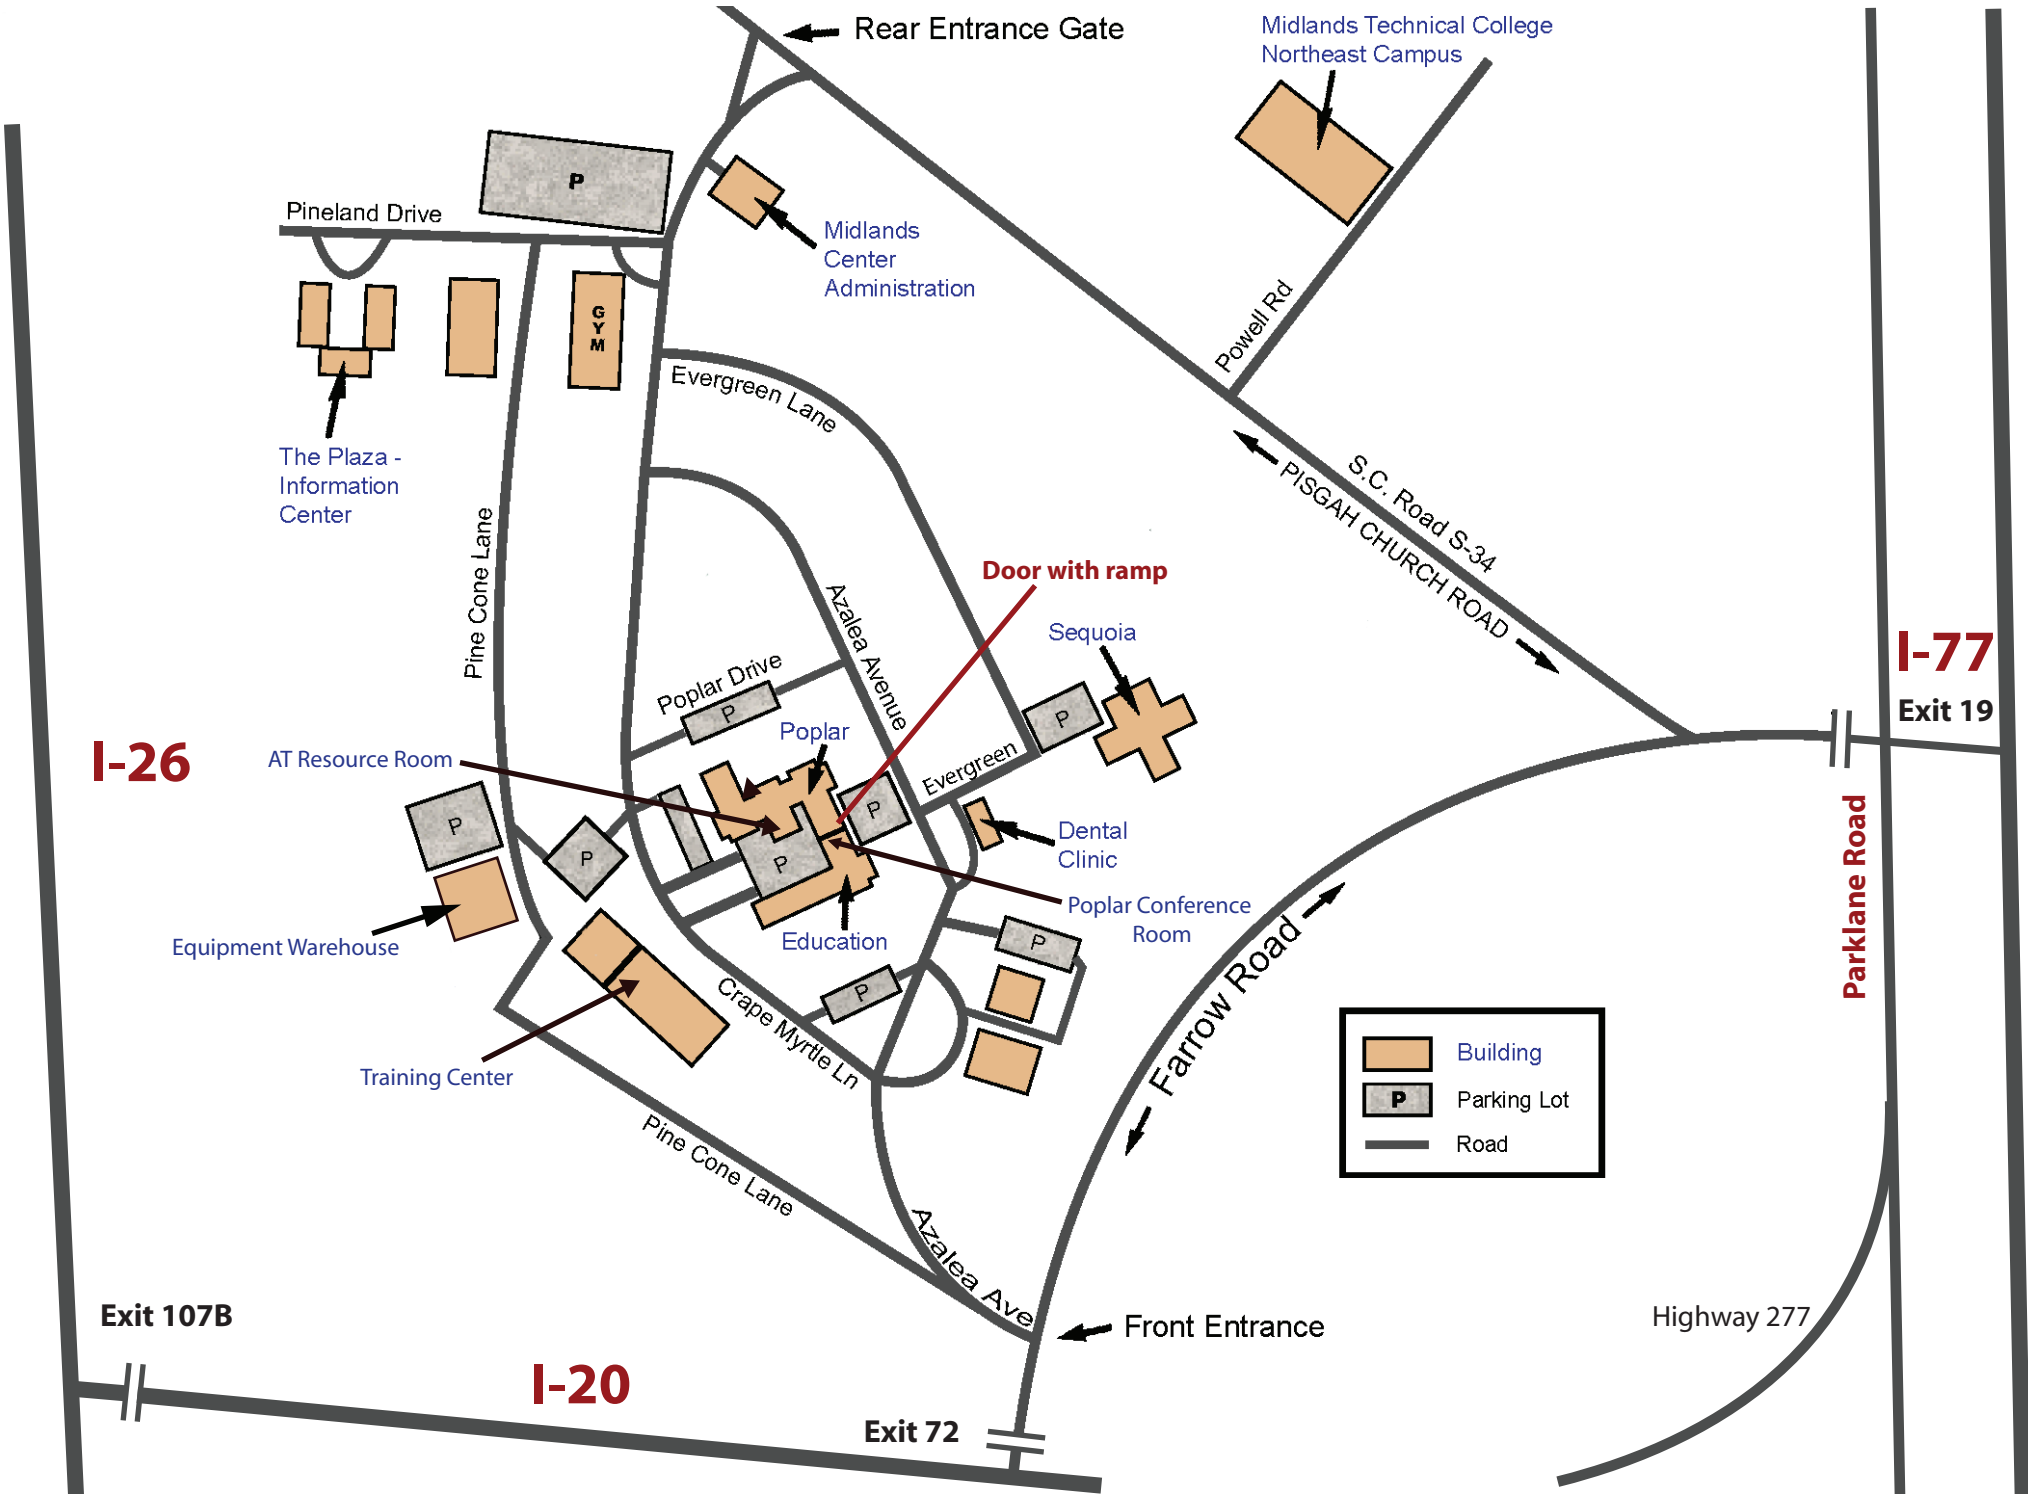 Rear Entrance Gate
Midlands Technical College
Northeast Campus
P
Pineland Drive
Midlands
Center
Administration
G
Y
M
Powell Rd
Evergreen Lane
The Plaza -
Information
Center
S.C. Road S-34
PISGAH CHURCH ROAD
Pine Cone Lane
Door with ramp
Azalea Avenue
Sequoia
I-77
Exit 19
Poplar Drive
P
P
Poplar
I-26
AT Resource Room
Evergreen
P
P
P
P
Dental
Clinic
Parklane Road
Poplar Conference
Room
Equipment Warehouse
Education
P
P
Farrow Road
Crape Myrtle Ln
Training Center
Building
P
Parking Lot
Road
Pine Cone Lane
Azalea Ave
Exit 107B
Front Entrance
Highway 277
I-20
Exit 72